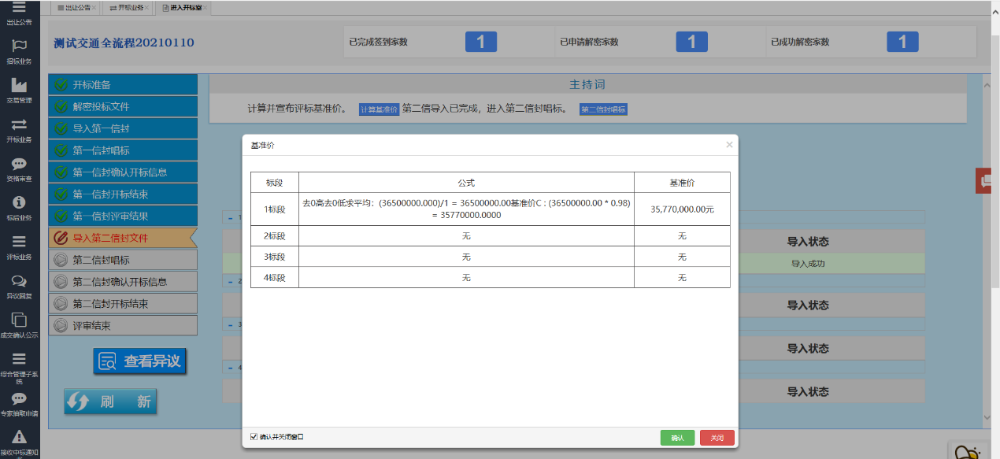 出让公告
招标业务
交易管理
开标业务
资格审查
标后业务
评标业务
异议回复
成交确认公示
综合管理子系
统
专家抽取申请
接收中标通知
出让公告×
开标业务×
进入开标室×
测试交通全流程20210110
已完成签到家数 1
已申请解密家数 1
已成功解密家数 1
开标准备
解密投标文件
导入第一信封
第一信封唱标
第一信封确认开标信息
第一信封开标结束
第一信封评审结果
导入第二信封文件
第二信封唱标
第二信封确认开标信息
第二信封开标结束
评审结束
查看异议
刷 新
主持词
计算并宣布评标基准价。 计算基准价 第二信导入已完成，进入第二信封唱标。 第二信封唱标
基准价 ×
标段 公式 基准价
1标段 去0高去0低求平均：(36500000.000)/1 = 36500000.00基准价C : (36500000.00 * 0.98)
= 35770000.0000 35,770,000.00元
2标段 无 无
3标段 无 无
4标段 无 无
确认并关闭窗口 确认 关闭
- 1
导入状态
导入成功
- 2
导入状态
- 3
导入状态
- 4
导入状态